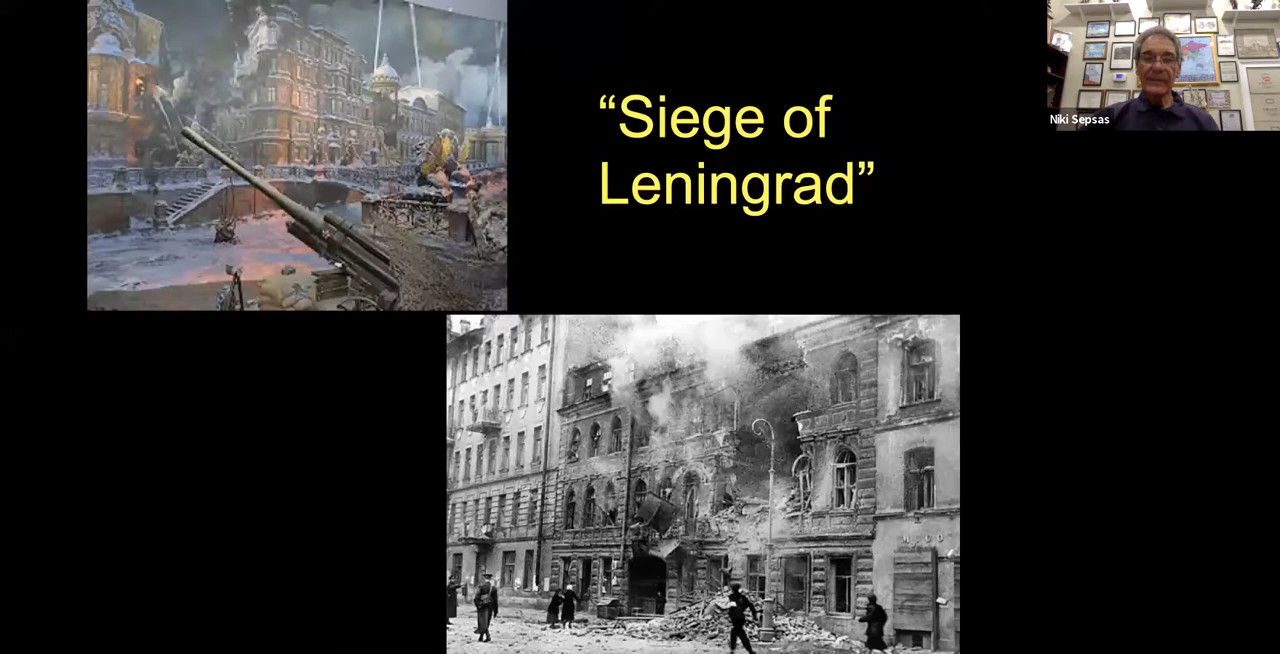 “Siege of
Leningrad”
Niki Sepsas